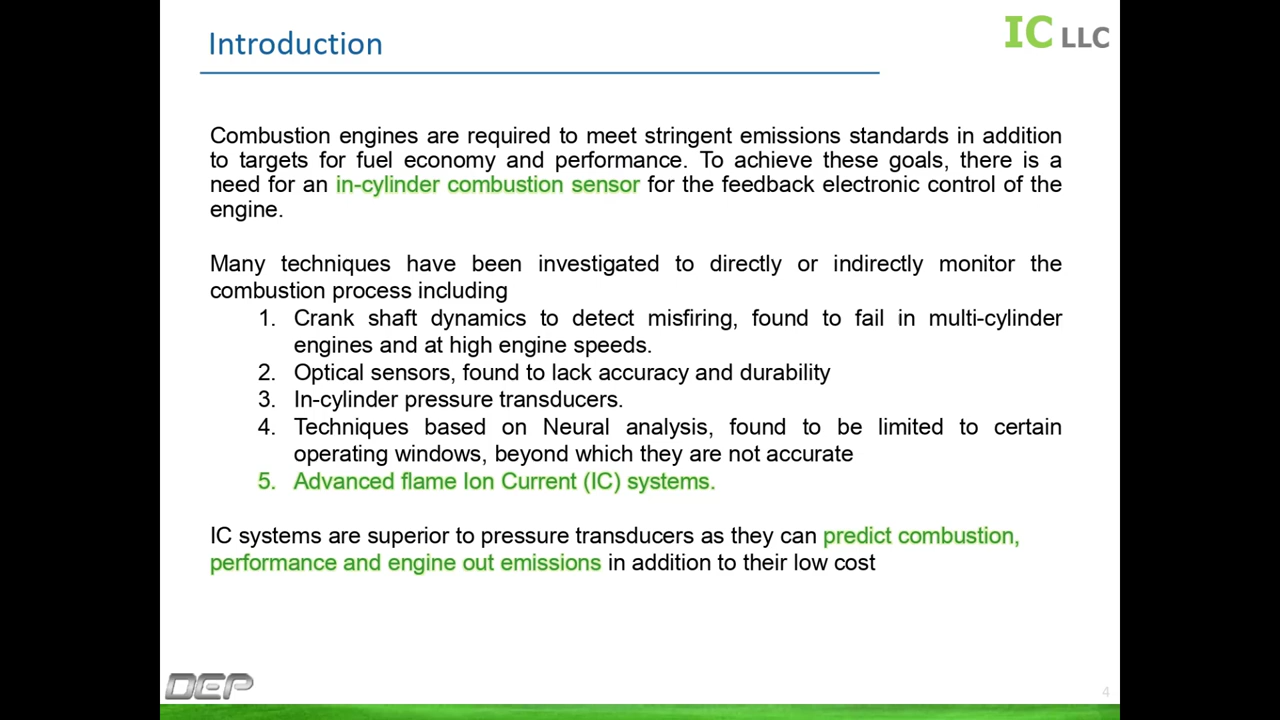 Introduction
IC LLC
Combustion engines are required to meet stringent emissions standards in addition
to targets for fuel economy and performance. To achieve these goals, there is a
need for an in-cylinder combustion sensor for the feedback electronic control of the
engine.
Many techniques have been investigated to directly or indirectly monitor the
combustion process including
1. Crank shaft dynamics to detect misfiring, found to fail in multi-cylinder
engines and at high engine speeds.
2. Optical sensors, found to lack accuracy and durability
3. In-cylinder pressure transducers.
4. Techniques based on Neural analysis, found to be limited to certain
operating windows, beyond which they are not accurate
5. Advanced flame Ion Current (IC) systems.
IC systems are superior to pressure transducers as they can predict combustion,
performance and engine out emissions in addition to their low cost
DEP
4